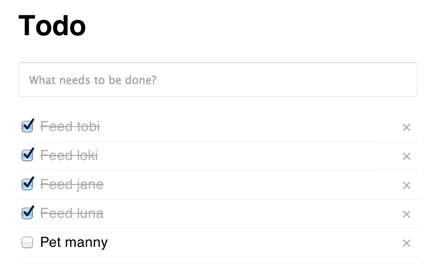 Todo
What needs to be done?
Feed tobi ×
Feed loki ×
Feed jane ×
Feed luna ×
Pet manny ×